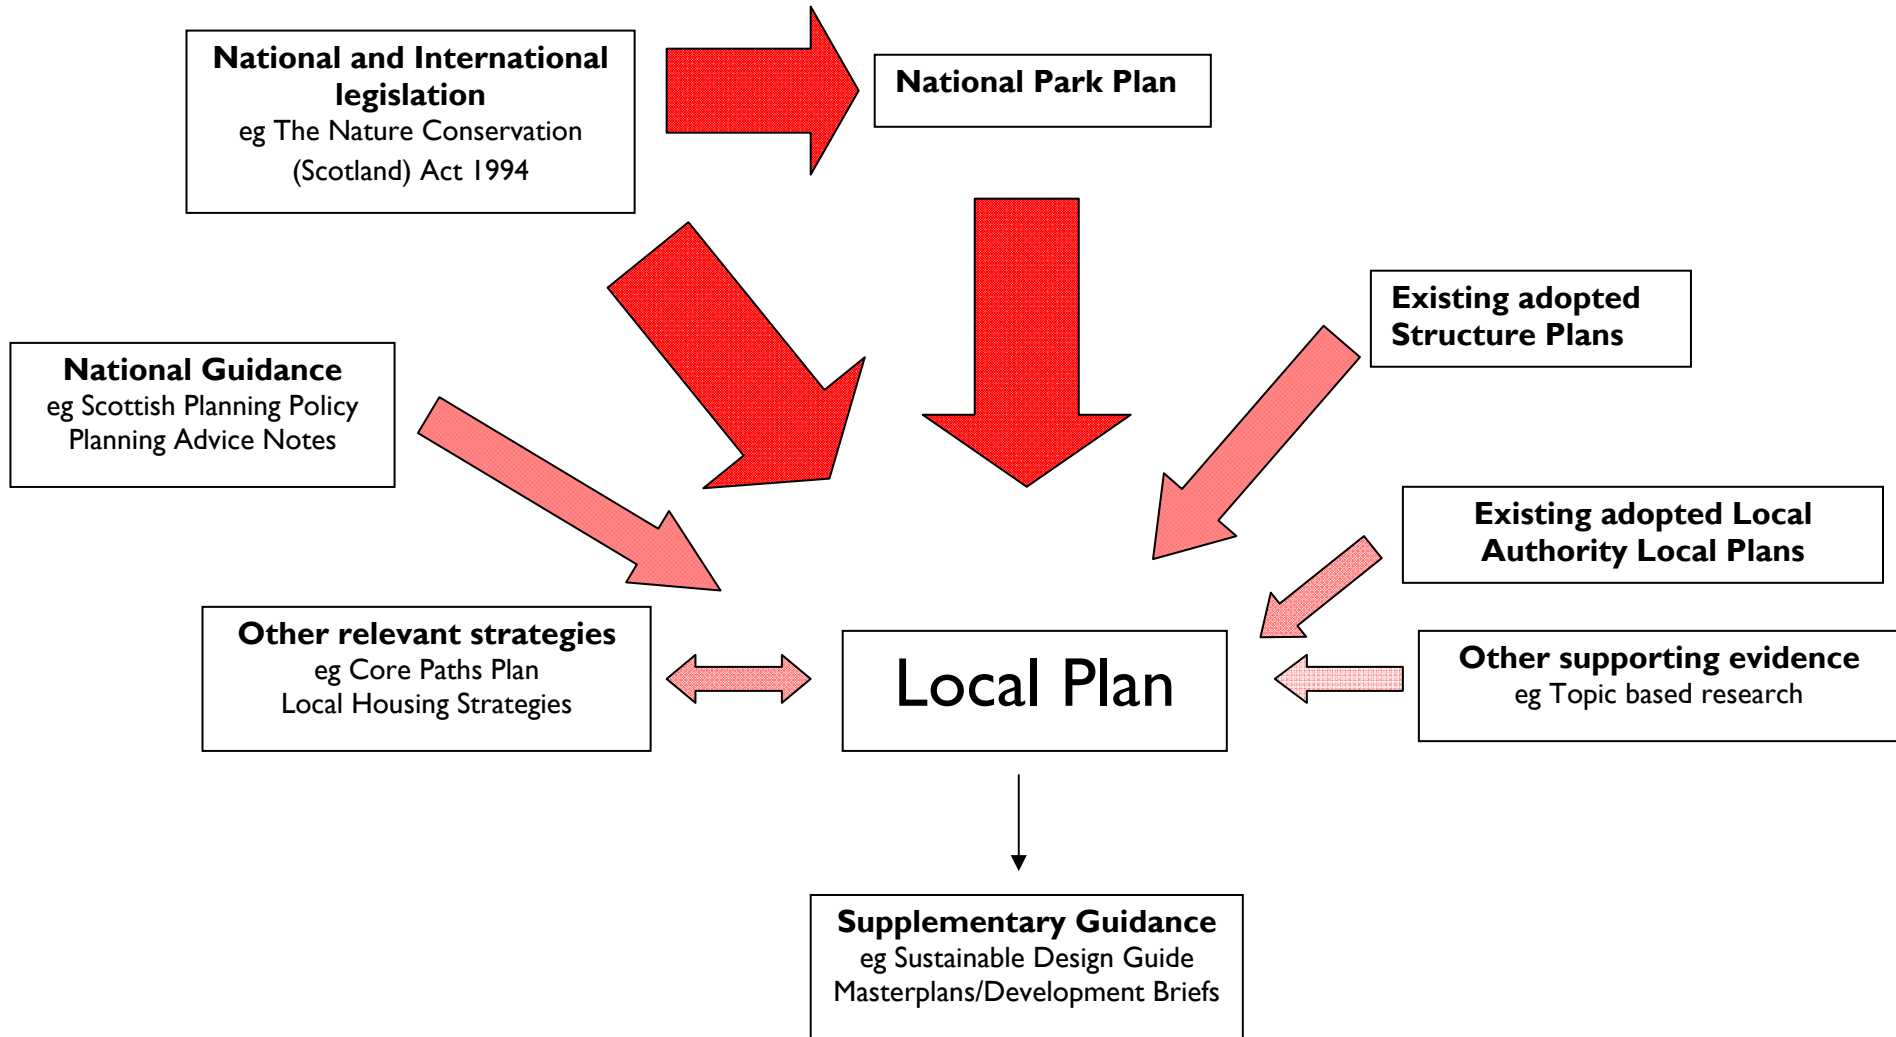 National and International
legislation
eg The Nature Conservation
(Scotland) Act 1994
National Park Plan
Existing adopted
Structure Plans
National Guidance
eg Scottish Planning Policy
Planning Advice Notes
Existing adopted Local
Authority Local Plans
Other relevant strategies
eg Core Paths Plan
Local Housing Strategies
Local Plan
Other supporting evidence
eg Topic based research
Supplementary Guidance
eg Sustainable Design Guide
Masterplans/Development Briefs